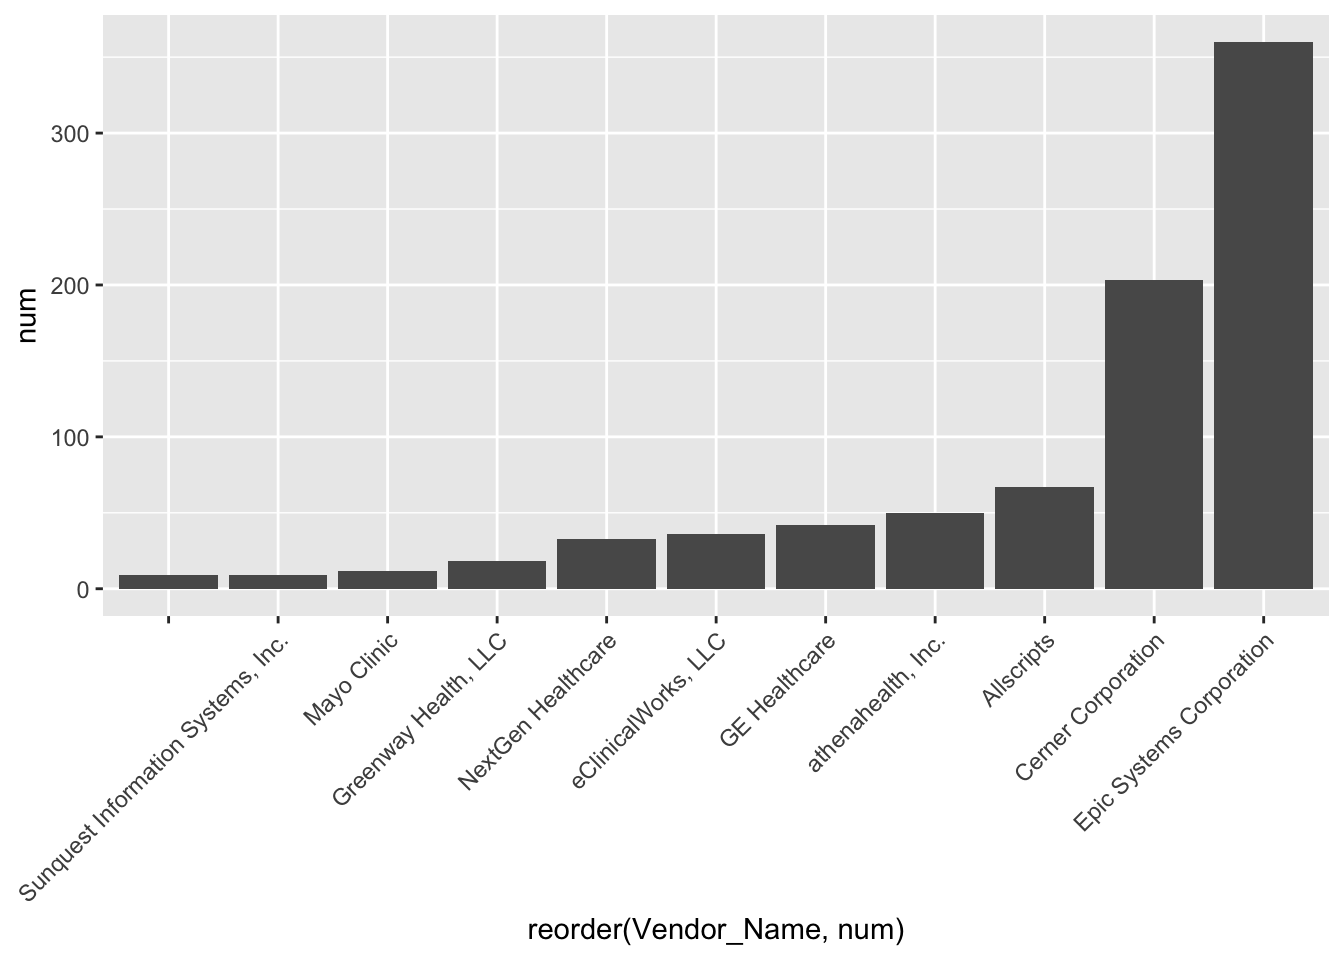 300
200
100
0
num
Sunquest Information Systems, Inc.
Mayo Clinic
Greenway Health, LLC
NextGen Healthcare
eClinicalWorks, LLC
GE Healthcare
athenahealth, Inc.
Allscripts
Cerner Corporation
Epic Systems Corporation
reorder(Vendor_Name, num)